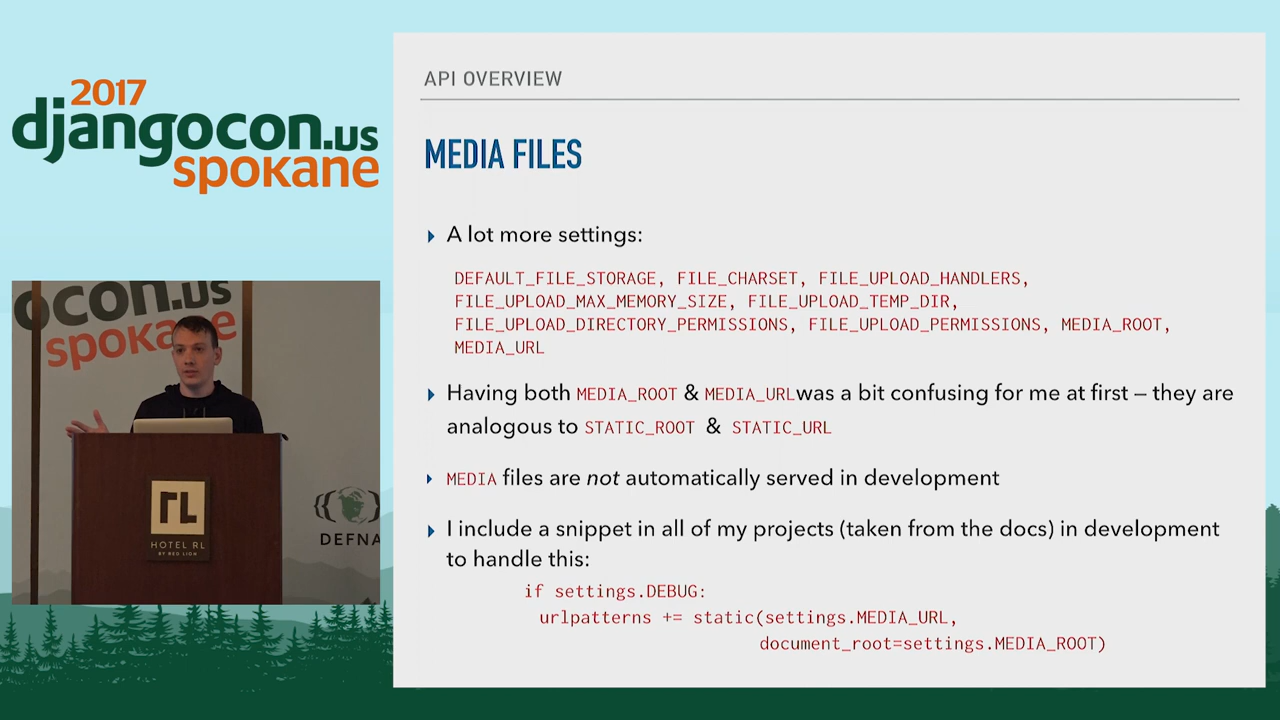 2017
djangocon.us
spokane
ocon.us
spokane
HOTEL RL
BY RED LION
DEFNA
API OVERVIEW
MEDIA FILES
A lot more settings:
DEFAULT_FILE_STORAGE, FILE_CHARSET, FILE_UPLOAD_HANDLERS,
FILE_UPLOAD_MAX_MEMORY_SIZE, FILE_UPLOAD_TEMP_DIR,
FILE_UPLOAD_DIRECTORY_PERMISSIONS, FILE_UPLOAD_PERMISSIONS, MEDIA_ROOT,
MEDIA_URL
Having both MEDIA_ROOT & MEDIA_URLwas a bit confusing for me at first — they are
analogous to STATIC_ROOT & STATIC_URL
MEDIA files are not automatically served in development
I include a snippet in all of my projects (taken from the docs) in development
to handle this:
if settings.DEBUG:
urlpatterns += static(settings.MEDIA_URL,
document_root=settings.MEDIA_ROOT)